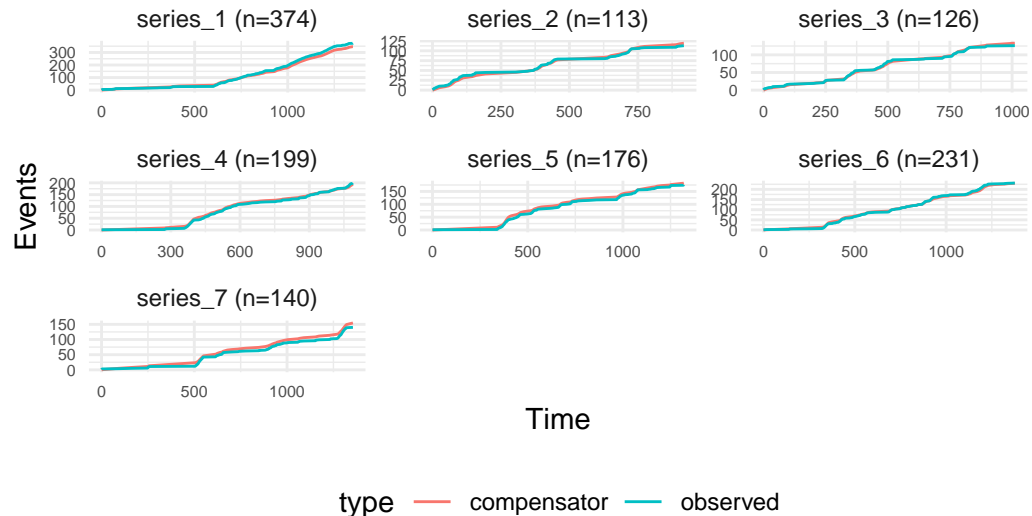 series_1 (n=374)
series_2 (n=113)
series_3 (n=126)
300
200
100
0
0 500 1000
125
100
75
50
25
0
0 250 500 750
100
50
0
0 250 500 750 1000
series_4 (n=199)
series_5 (n=176)
series_6 (n=231)
200
150
100
50
0
0 300 600 900
150
100
50
0
0 500 1000
200
150
100
50
0
0 500 1000
series_7 (n=140)
150
100
50
0
0 500 1000
Events
Time
type compensator observed